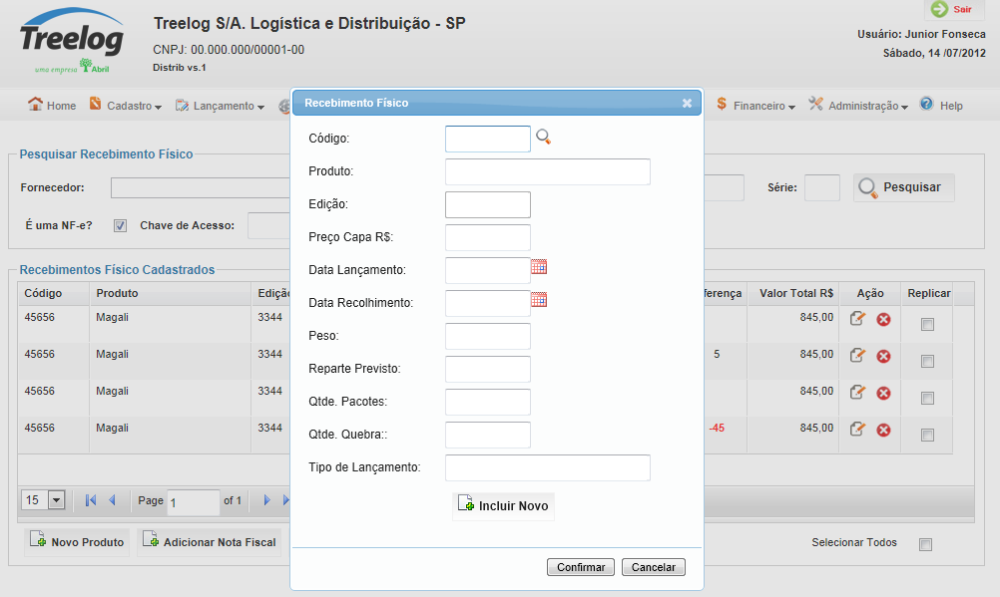 Treelog
uma empresa Abril
Treelog S/A. Logística e Distribuição - SP
CNPJ: 00.000.000/00001-00
Distrib vs.1
Sair
Usuário: Junior Fonseca
Sábado, 14 /07/2012
Home Cadastro Lançamento Financeiro Administração Help
Pesquisar Recebimento Físico
Fornecedor: Série: Pesquisar
É uma NF-e? Chave de Acesso:
Recebimentos Físico Cadastrados
Código Produto Ediçã ferença Valor Total R$ Ação Replicar
45656 Magali 3344 845,00
45656 Magali 3344 5 845,00
45656 Magali 3344 845,00
45656 Magali 3344 -45 845,00
15 Page 1 of 1
Novo Produto Adicionar Nota Fiscal Selecionar Todos
Recebimento Físico
Código:
Produto:
Edição:
Preço Capa R$:
Data Lançamento:
Data Recolhimento:
Peso:
Reparte Previsto:
Qtde. Pacotes:
Qtde. Quebra::
Tipo de Lançamento:
Incluir Novo
Confirmar Cancelar